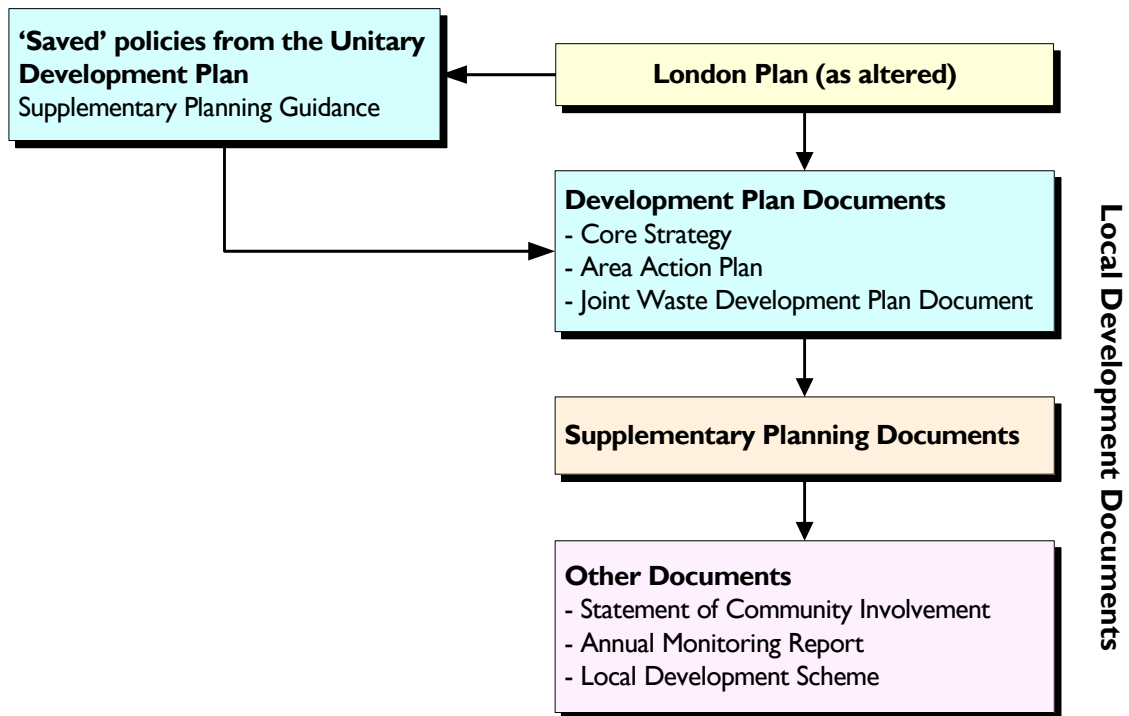 ‘Saved’ policies from the Unitary
Development Plan
Supplementary Planning Guidance
London Plan (as altered)
Development Plan Documents
- Core Strategy
- Area Action Plan
- Joint Waste Development Plan Document
Supplementary Planning Documents
Other Documents
- Statement of Community Involvement
- Annual Monitoring Report
- Local Development Scheme
Local Development Documents